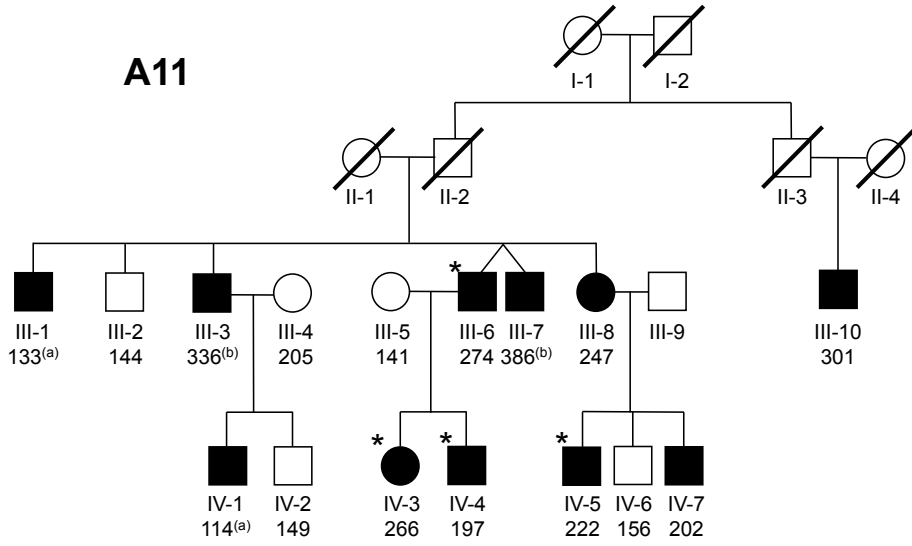 A11
I-1 I-2
II-1 II-2 II-3 II-4
* 
III-1 III-2 III-3 III-4 III-5 III-6 III-7 III-8 III-9 III-10
133(a) 144 336(b) 205 141 274 386(b) 247 301
* * *
IV-1 IV-2 IV-3 IV-4 IV-5 IV-6 IV-7
114(a) 149 266 197 222 156 202